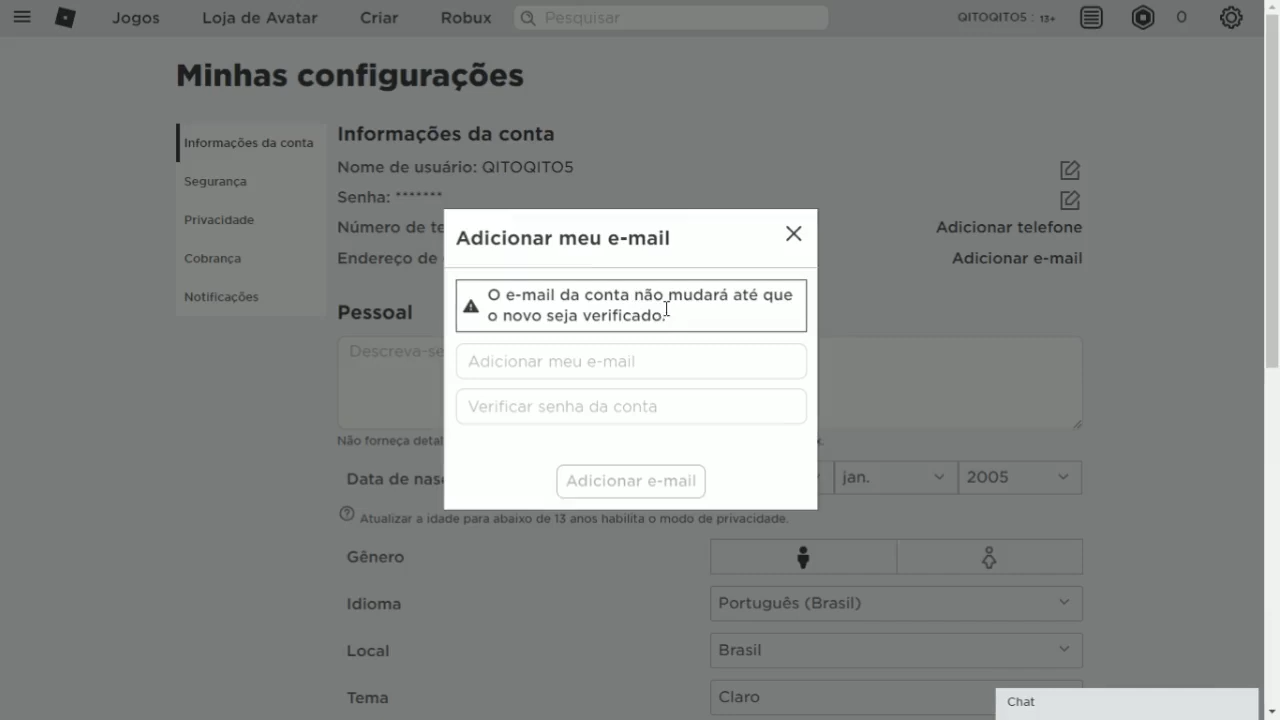 Jogos
Loja de Avatar
Criar
Robux
Pesquisar
QITOQITO5 : 13+
0
Minhas configurações
Informações da conta
Segurança
Privacidade
Cobrança
Notificações
Informações da conta
Nome de usuário: QITOQITO5
Senha: *******
Número de te
Adicionar telefone
Endereço de
Adicionar e-mail
Adicionar meu e-mail
O e-mail da conta não mudará até que
o novo seja verificado.
Adicionar meu e-mail
Verificar senha da conta
Adicionar e-mail
Pessoal
Descreva-se
Não forneça detal
Data de nas
jan.
2005
Atualizar a idade para abaixo de 13 anos habilita o modo de privacidade.
Gênero
Idioma
Português (Brasil)
Local
Brasil
Tema
Claro
Chat